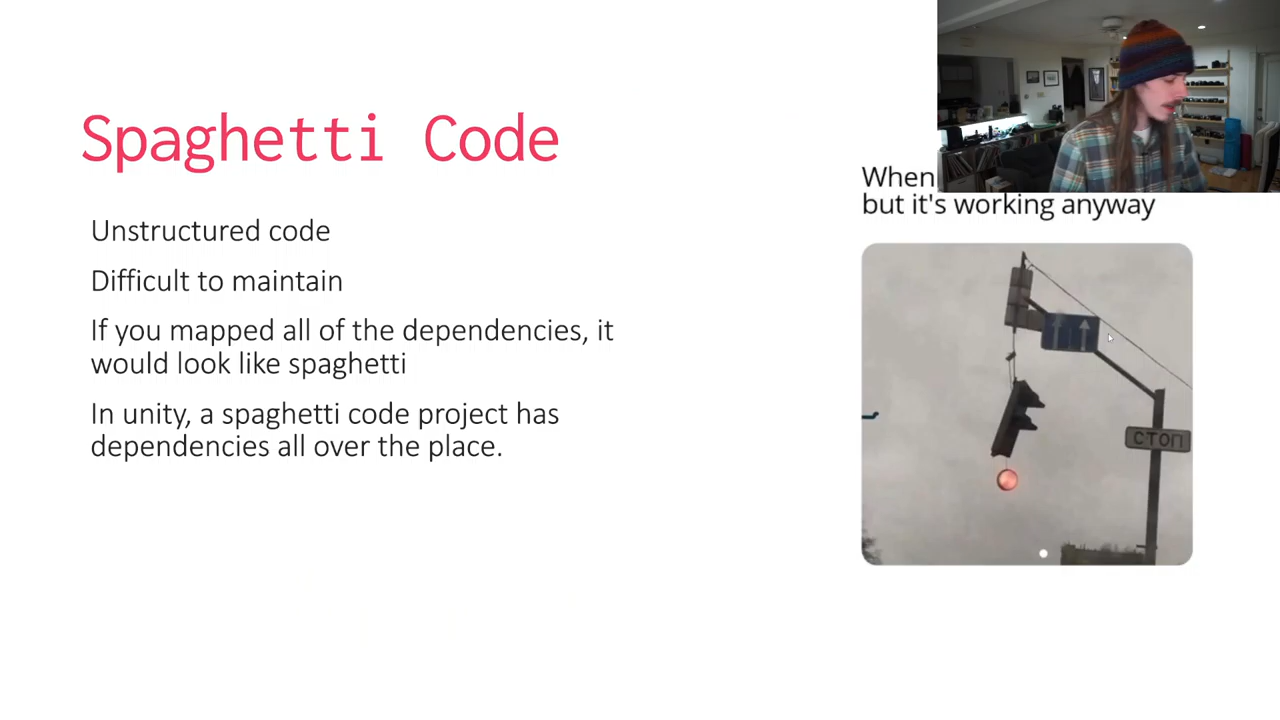 Spaghetti Code
Unstructured code
Difficult to maintain
If you mapped all of the dependencies, it
would look like spaghetti
In unity, a spaghetti code project has
dependencies all over the place.
When
but it's working anyway
СТОП